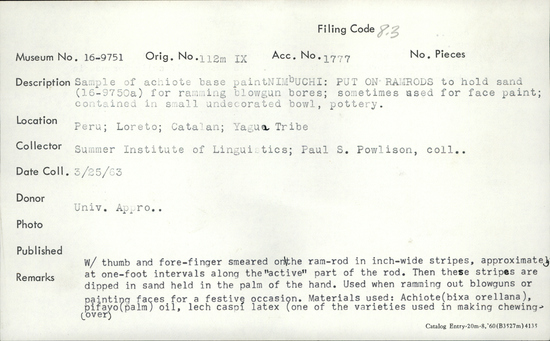 Filing Code 8.3
Museum No. 16-9751 Orig. No. 112m IX Acc. No. 1777 No. Pieces
Description Sample of achiote base paint NIMbUCHI: PUT ON RAMRODS to hold sand
(16-9750a) for ramming blowgun bores; sometimes used for face paint;
contained in small undecorated bowl, pottery.
Location Peru; Loreto; Catalan; Yagua Tribe
Collector Summer Institute of Linguistics; Paul S. Powlison, coll..
Date Coll. 3/25/63
Donor Univ. Appro..
Photo
Published
Remarks W/ thumb and fore-finger smeared on the ram-rod in inch-wide stripes, approximately
at one-foot intervals along the "active" part of the rod. Then these stripes are
dipped in sand held in the palm of the hand. Used when ramming out blowguns or
painting faces for a festive occasion. Materials used: Achiote(bixa orellana),
pifayo(palm) oil, lech caspi latex (one of the varieties used in making chewing-
(over)
Catalog Entry-20m-8,'60(B3527m)4135